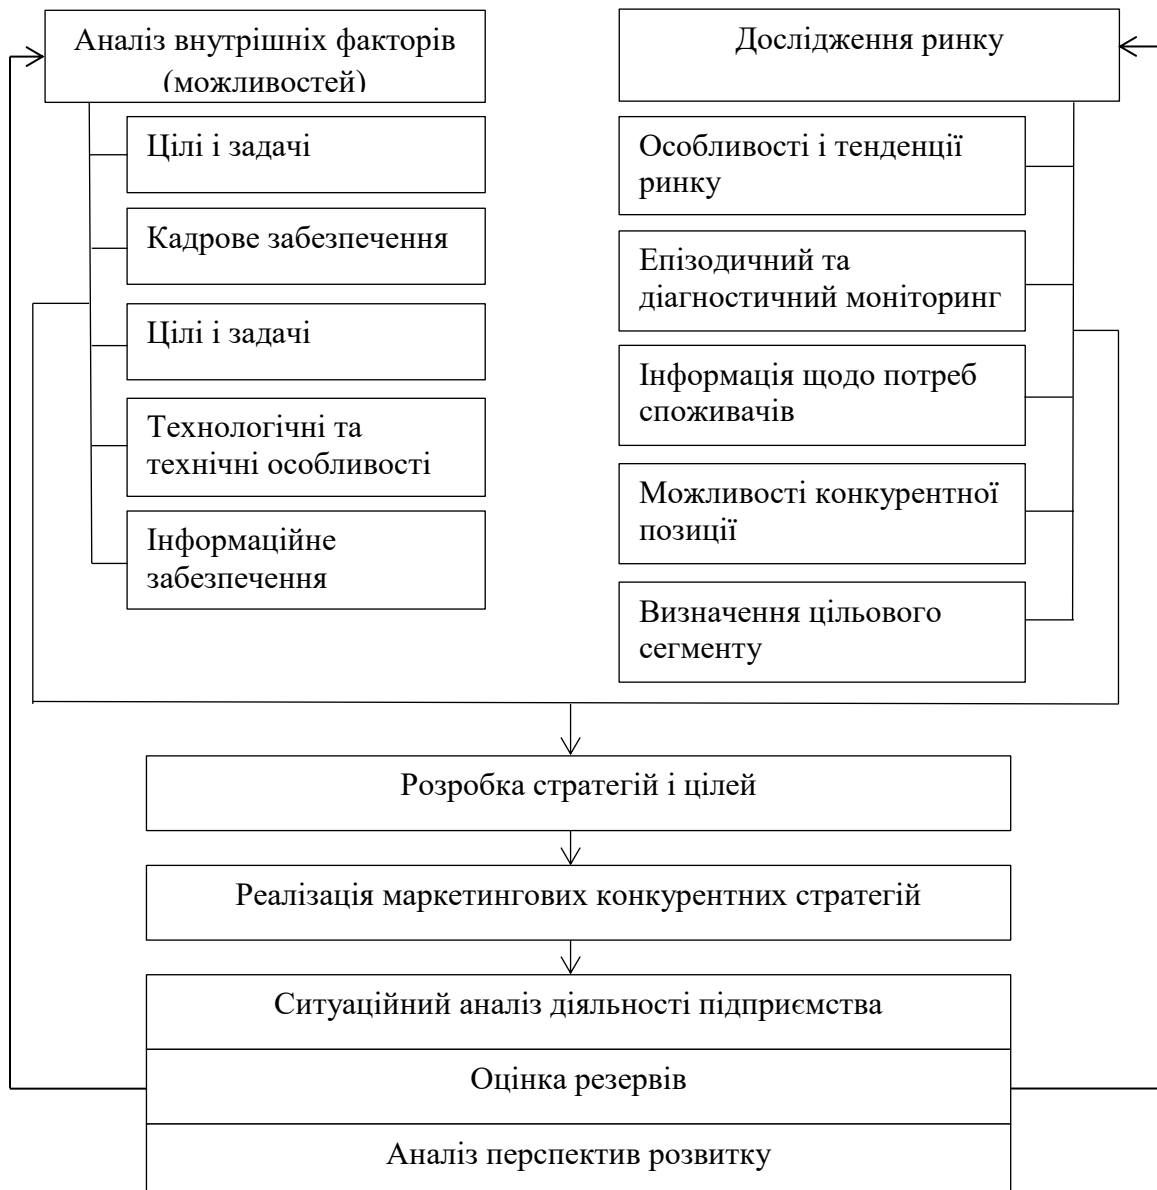 Аналіз внутрішніх факторів
(можливостей)
Цілі і задачі
Кадрове забезпечення
Цілі і задачі
Технологічні та
технічні особливості
Інформаційне
забезпечення
Дослідження ринку
Особливості і тенденції
ринку
Епізодичний та
діагностичний моніторинг
Інформація щодо потреб
споживачів
Можливості конкурентної
позиції
Визначення цільового
сегменту
Розробка стратегій і цілей
Реалізація маркетингових конкурентних стратегій
Ситуаційний аналіз діяльності підприємства
Оцінка резервів
Аналіз перспектив розвитку